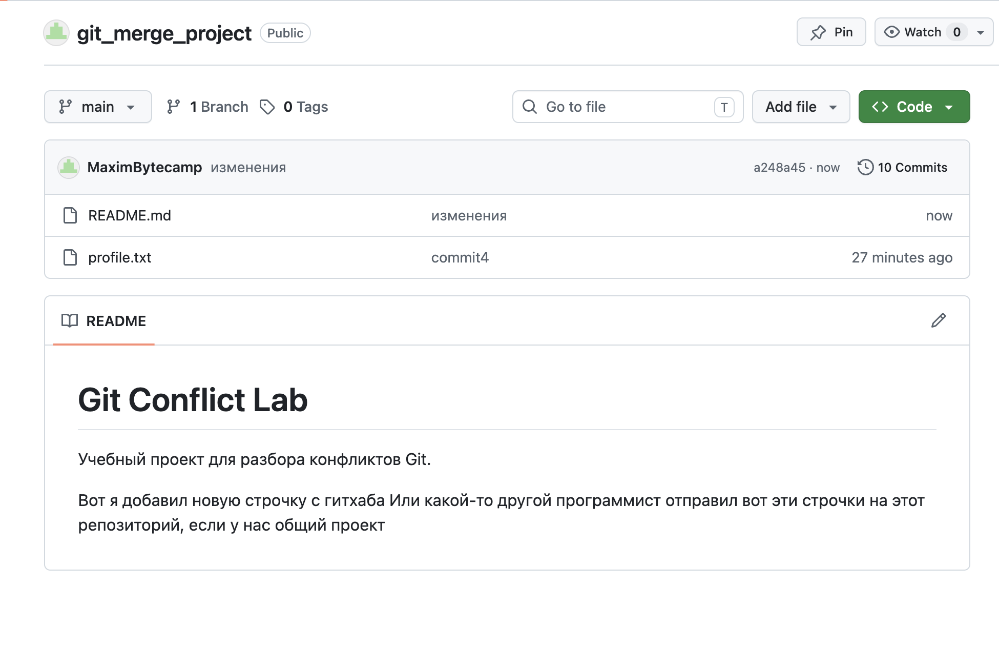 git_merge_project Public Pin Watch 0
main 1 Branch 0 Tags Go to file T Add file Code
MaximBytecamp изменения a248a45 · now 10 Commits
README.md изменения now
profile.txt commit4 27 minutes ago
README
Git Conflict Lab
Учебный проект для разбора конфликтов Git.
Вот я добавил новую строчку с гитхаба Или какой-то другой программист отправил вот эти строчки на этот
репозиторий, если у нас общий проект